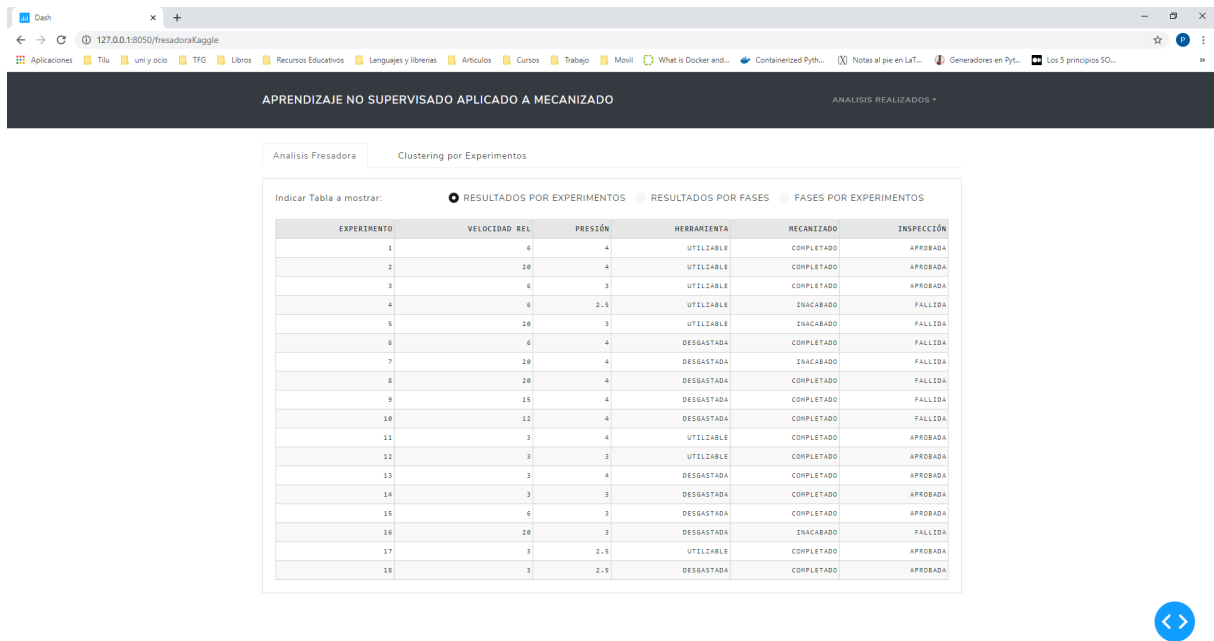 Dash
127.0.0.1:8050/fresadoraKaggle
P
Aplicaciones Tilu uni y ocio TFG Libros Recursos Educativos Lenguajes y librerias Articulos Cursos Trabajo Movil What is Docker and... Containerized Pyth... Notas al pie en LaT... Generadores en Pyt... Los 5 principios SO...
APRENDIZAJE NO SUPERVISADO APLICADO A MECANIZADO ANALISIS REALIZADOS
Analisis Fresadora Clustering por Experimentos
Indicar Tabla a mostrar: RESULTADOS POR EXPERIMENTOS RESULTADOS POR FASES FASES POR EXPERIMENTOS
EXPERIMENTO VELOCIDAD REL PRESIÓN HERRAMIENTA MECANIZADO INSPECCIÓN
1 6 4 UTILZABLE COMPLETADO APROBADA
2 20 4 UTILZABLE COMPLETADO APROBADA
3 6 3 UTILZABLE COMPLETADO APROBADA
4 6 2.5 UTILZABLE INACABADO FALLIDA
5 20 3 UTILZABLE INACABADO FALLIDA
6 6 4 DESGASTADA COMPLETADO FALLIDA
7 20 4 DESGASTADA INACABADO FALLIDA
8 20 4 DESGASTADA COMPLETADO FALLIDA
9 15 4 DESGASTADA COMPLETADO FALLIDA
10 12 4 DESGASTADA COMPLETADO FALLIDA
11 3 4 UTILZABLE COMPLETADO APROBADA
12 3 3 UTILZABLE COMPLETADO APROBADA
13 3 4 DESGASTADA COMPLETADO APROBADA
14 3 3 DESGASTADA COMPLETADO APROBADA
15 6 3 DESGASTADA COMPLETADO APROBADA
16 20 3 DESGASTADA INACABADO FALLIDA
17 3 2.5 UTILZABLE COMPLETADO APROBADA
18 3 2.5 DESGASTADA COMPLETADO APROBADA